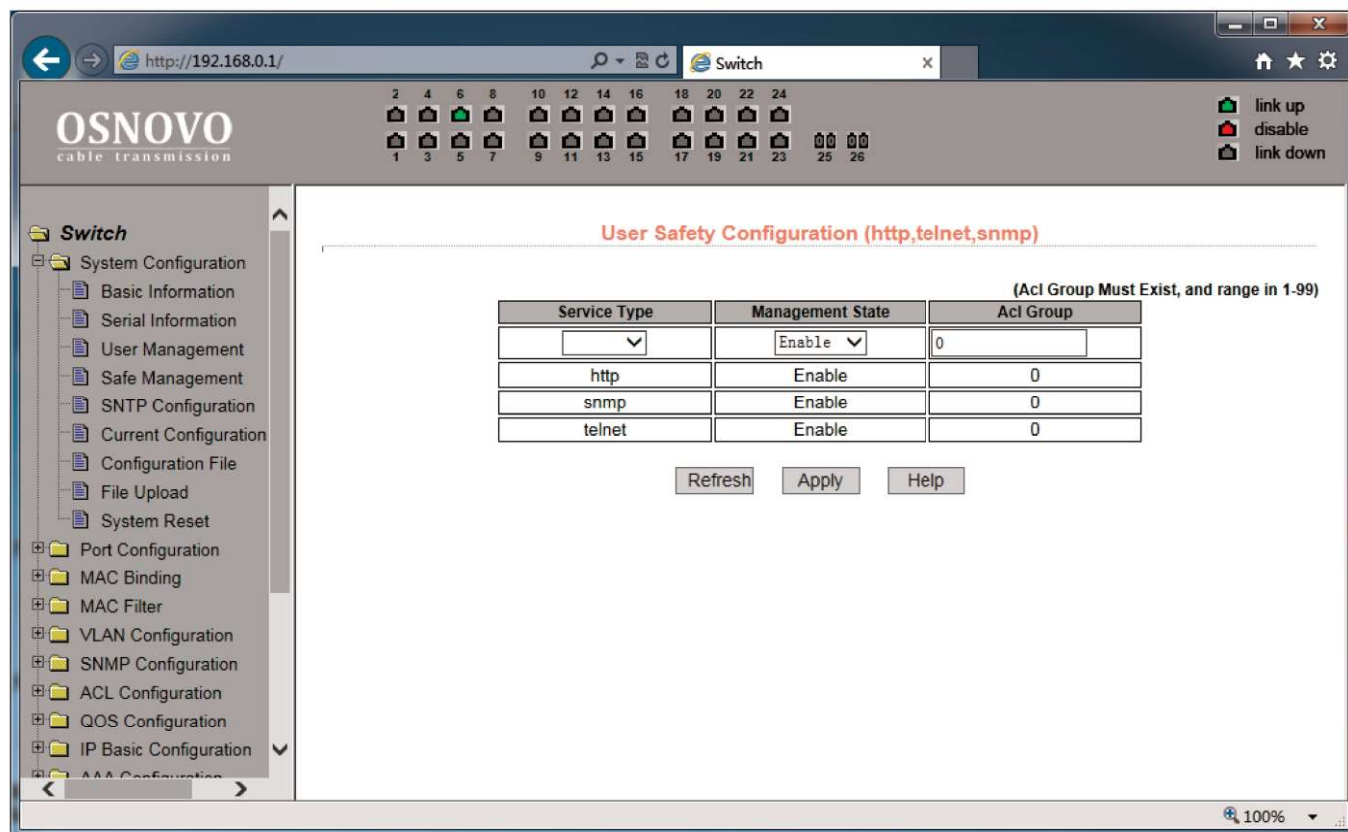 http://192.168.0.1/
Switch
OSNOVO
cable transmission
2 4 6 8 10 12 14 16 18 20 22 24
1 3 5 7 9 11 13 15 17 19 21 23 25 26
link up
disable
link down
Switch
System Configuration
Basic Information
Serial Information
User Management
Safe Management
SNTP Configuration
Current Configuration
Configuration File
File Upload
System Reset
Port Configuration
MAC Binding
MAC Filter
VLAN Configuration
SNMP Configuration
ACL Configuration
QOS Configuration
IP Basic Configuration
AAA Configuration
User Safety Configuration (http,telnet,snmp)
(Acl Group Must Exist, and range in 1-99)
Service Type Management State Acl Group
Enable 0
http Enable 0
snmp Enable 0
telnet Enable 0
Refresh Apply Help
100%